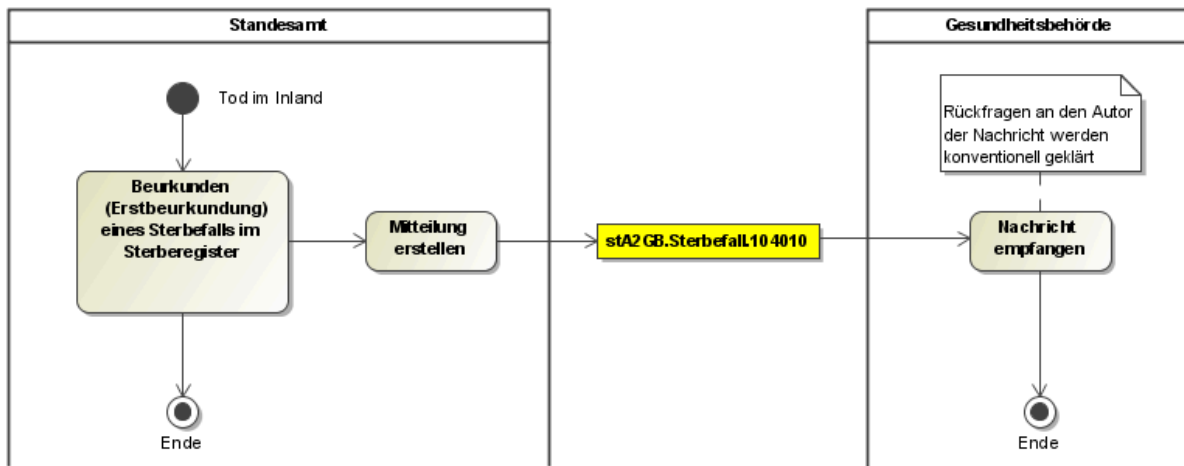 Standesamt
Gesundheitsbehörde
Tod im Inland
Rückfragen an den Autor
der Nachricht werden
konventionell geklärt
Beurkunden
(Erstbeurkundung)
eines Sterbefalls im
Sterberegister
Mitteilung
erstellen
stA2GB.Sterbefall.104010
Nachricht
empfangen
Ende
Ende